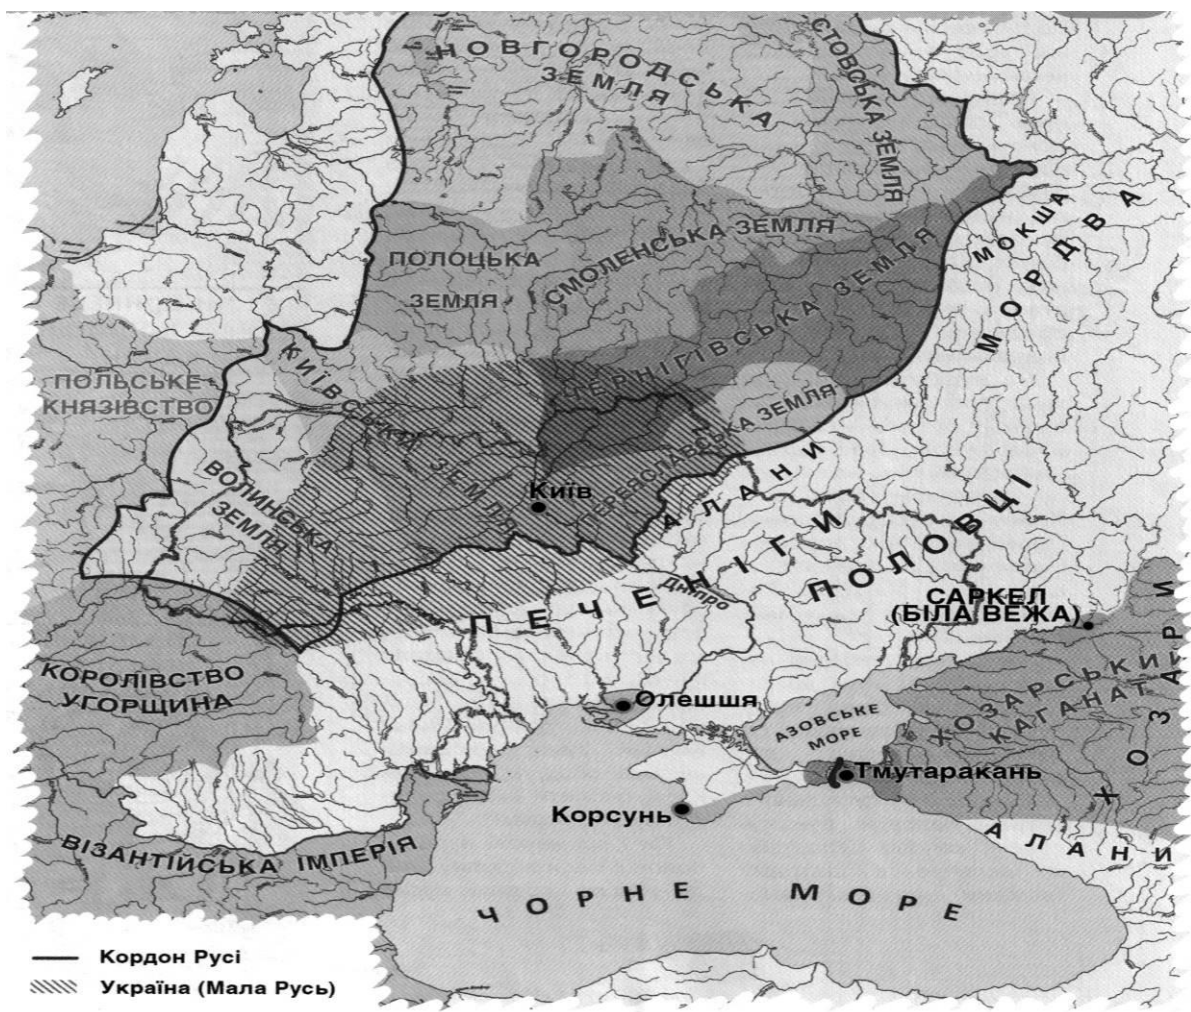 НОВГОРОДСЬКА
ЗЕМЛЯ
СТОВСЬКА ЗЕМЛЯ
МОКША
МОРДВА
ПОЛОЦЬКА
ЗЕМЛЯ
СМОЛЕНСЬКА ЗЕМЛЯ
ЧЕРНІГІВСЬКА ЗЕМЛЯ
ПОЛЬСЬКЕ
КНЯЗІВСТВО
КИЇВСЬКА ЗЕМЛЯ
ПЕРЕЯСЛАВСЬКА ЗЕМЛЯ
ВОЛИНСЬКА
ЗЕМЛЯ
Київ
АЛАНИ
ПЕЧЕНІГИ
ПОЛОВЦІ
Дніпро
САРКЕЛ
(БІЛА ВЕЖА)
КОРОЛІВСТВО
УГОРЩИНА
ХОЗАРСЬКИЙ
КАГАНАТ
ХОЗАРИ
Олешшя
АЗОВСЬКЕ
МОРЕ
Тмутаракань
Корсунь
АЛАНИ
ВІЗАНТІЙСЬКА ІМПЕРІЯ
ЧОРНЕ МОРЕ
Кордон Русі
Україна (Мала Русь)